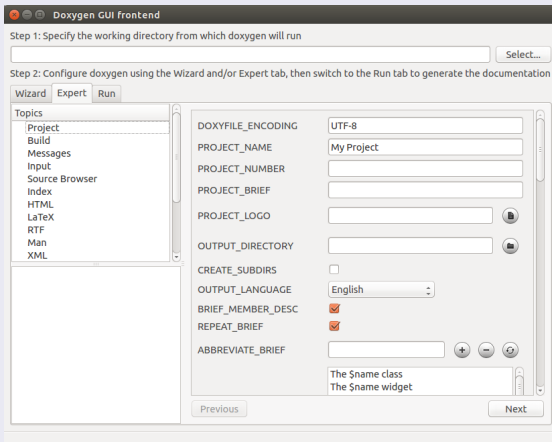 Doxygen GUI frontend
Step 1: Specify the working directory from which doxygen will run
Select...
Step 2: Configure doxygen using the Wizard and/or Expert tab, then switch to the Run tab to generate the documentation
Wizard Expert Run
Topics
Project
Build
Messages
Input
Source Browser
Index
HTML
LaTeX
RTF
Man
XML
DOXYFILE_ENCODING UTF-8
PROJECT_NAME My Project
PROJECT_NUMBER
PROJECT_BRIEF
PROJECT_LOGO
OUTPUT_DIRECTORY
CREATE_SUBDIRS
OUTPUT_LANGUAGE English
BRIEF_MEMBER_DESC
REPEAT_BRIEF
ABBREVIATE_BRIEF
The $name class
The $name widget
Previous Next